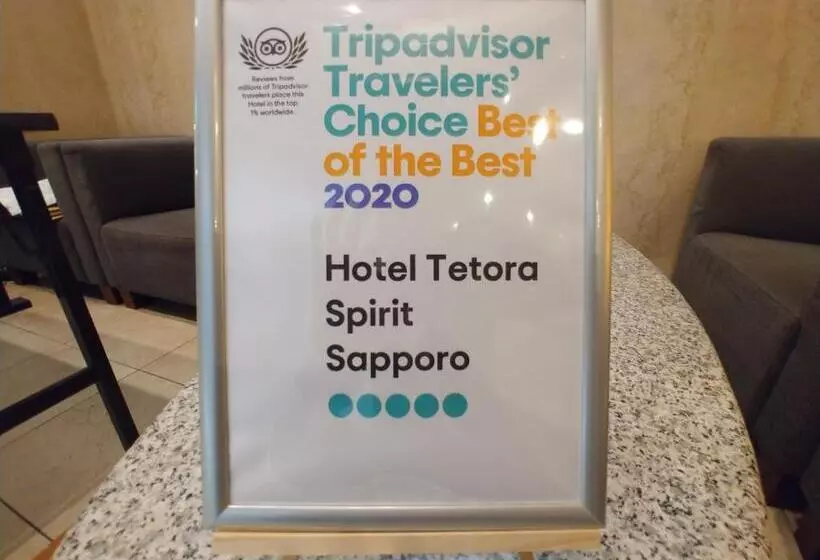 Reviews from
millions of Tripadvisor
travelers place this
Hotel in the top
1% worldwide.
Tripadvisor
Travelers'
Choice Best
of the Best
2020
Hotel Tetora
Spirit
Sapporo